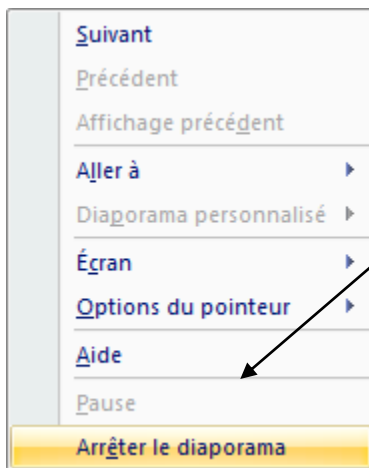 Suivant
Précédent
Affichage précédent
Aller à
Diaporama personnalisé
Écran
Options du pointeur
Aide
Pause
Arrêter le diaporama